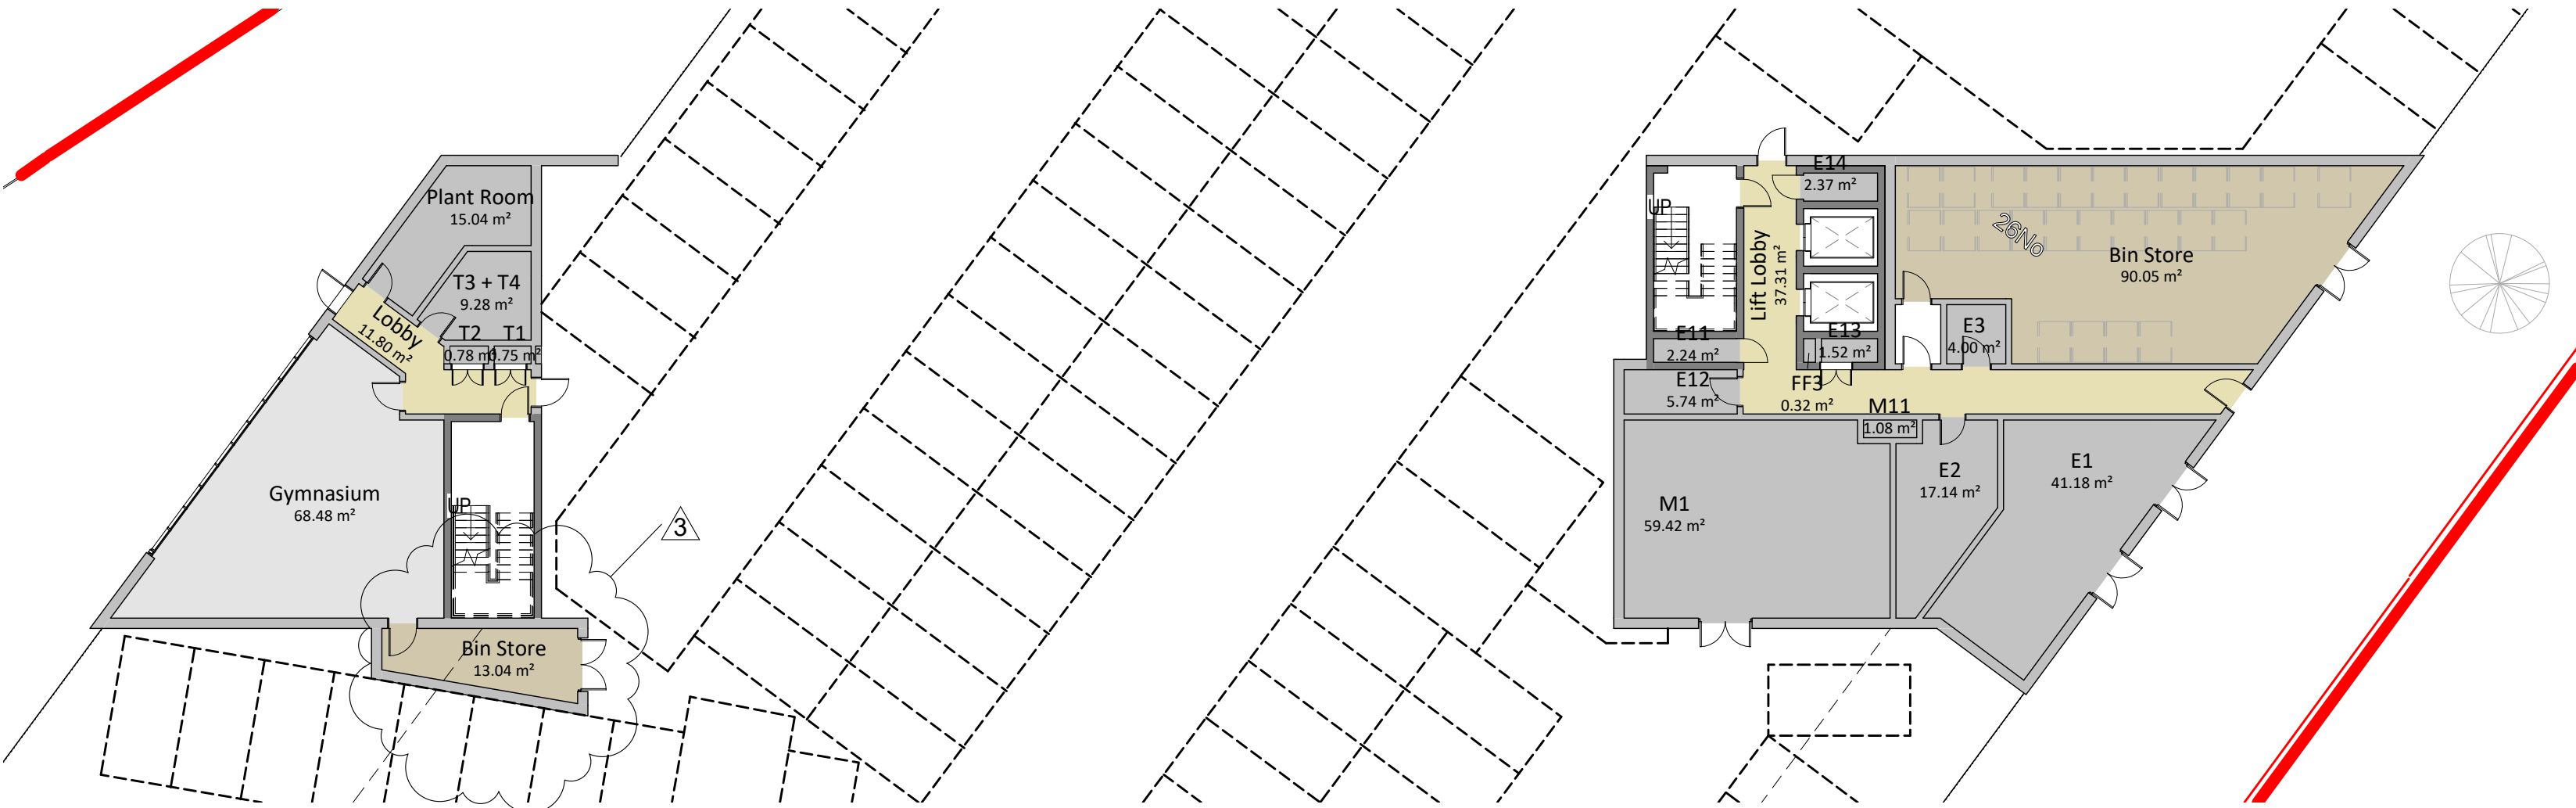 Plant Room
15.04 m²
T3 + T4
9.28 m²
T2
0.78 m²
T1
0.75 m²
Lobby
11.80 m²
Gymnasium
68.48 m²
UP
3
Bin Store
13.04 m²
E14
2.37 m²
UP
Lift Lobby
37.31 m²
26No
Bin Store
90.05 m²
E11
2.24 m²
E13
1.52 m²
E3
4.00 m²
E12
5.74 m²
FF3
0.32 m²
M11
1.08 m²
M1
59.42 m²
E2
17.14 m²
E1
41.18 m²